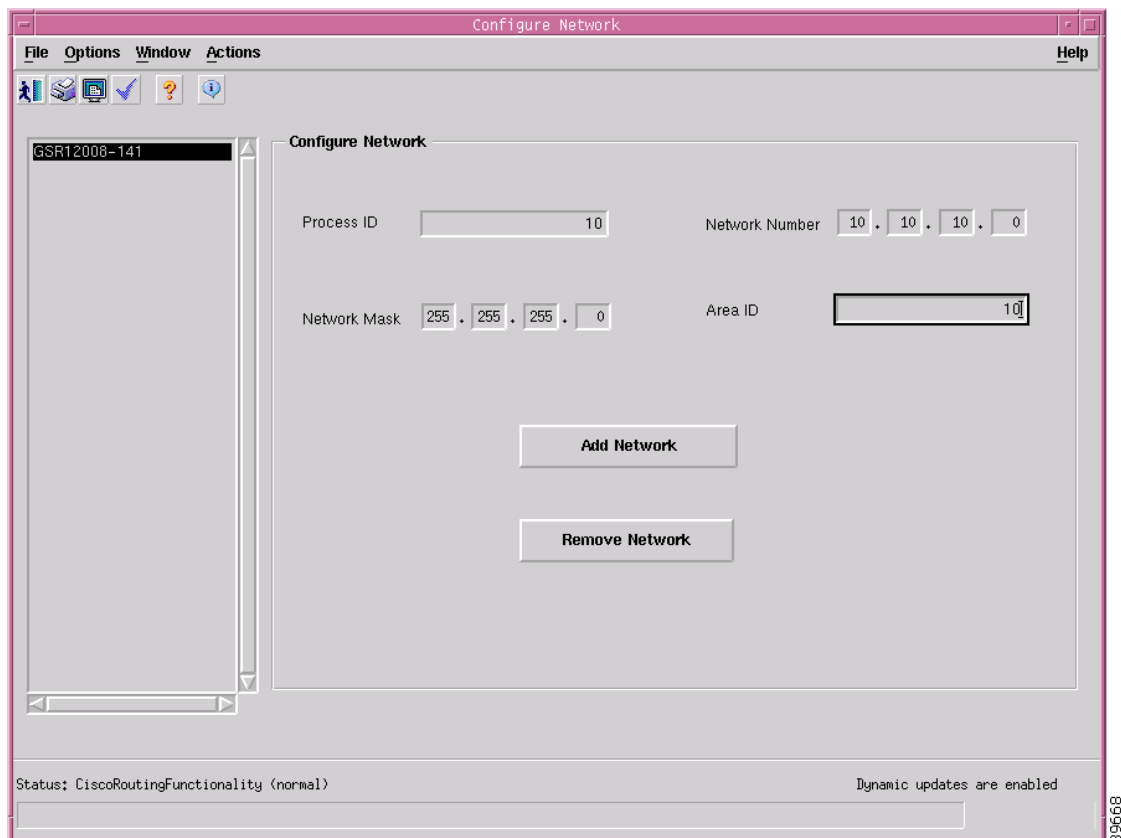 Configure Network
File Options Window Actions Help
GSR12008-141
Configure Network
Process ID 10
Network Number 10 . 10 . 10 . 0
Network Mask 255 . 255 . 255 . 0
Area ID 10
Add Network
Remove Network
Status: CiscoRoutingFunctionality (normal)
Dynamic updates are enabled